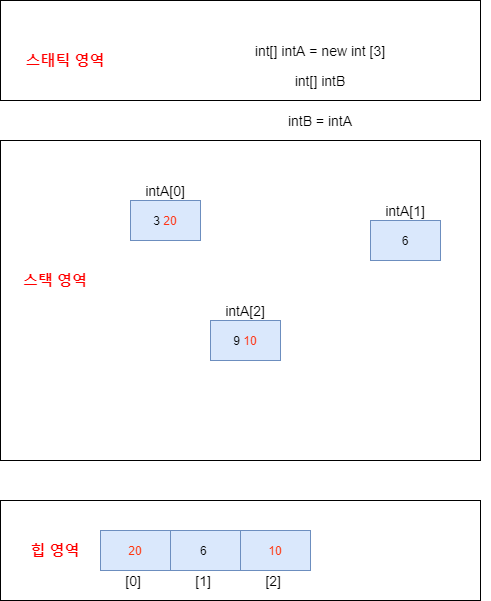 스태틱 영역
int[] intA = new int [3]
int[] intB
intB = intA
intA[0]
3 20
intA[1]
6
스택 영역
intA[2]
9 10
힙 영역
20 6 10
[0] [1] [2]